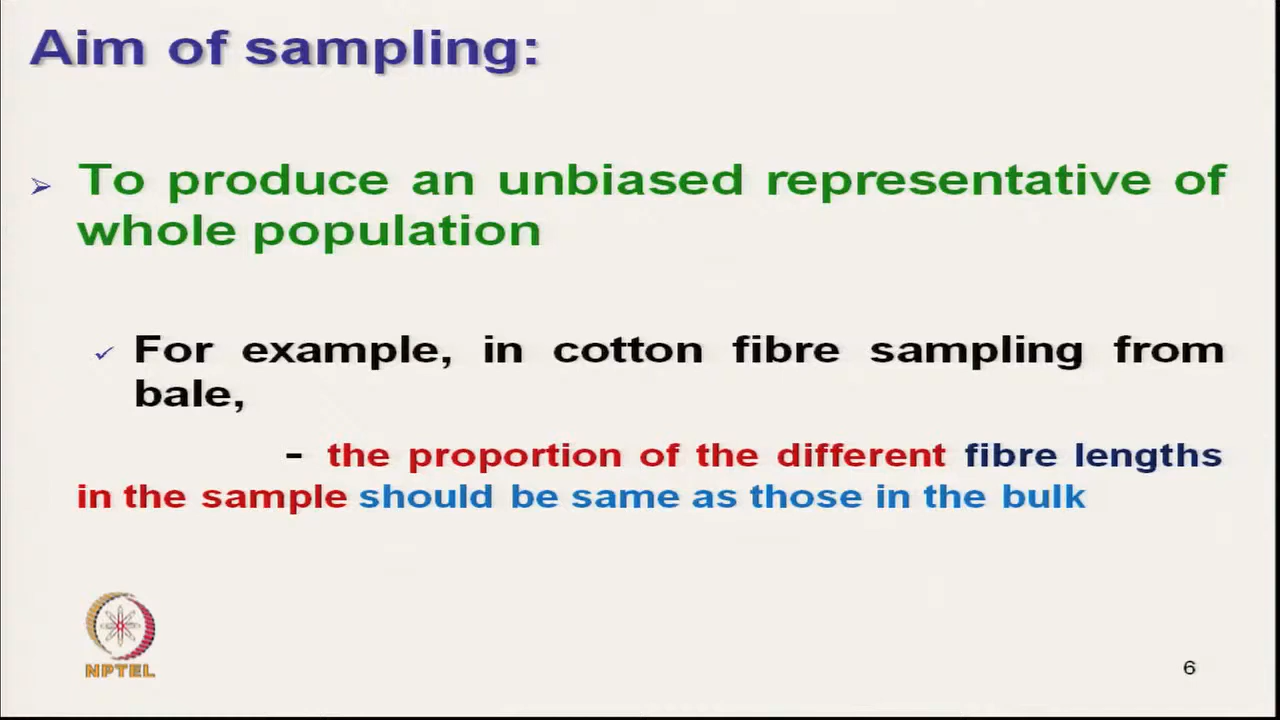 Aim of sampling:
To produce an unbiased representative of
whole population
For example, in cotton fibre sampling from
bale,
- the proportion of the different fibre lengths
in the sample should be same as those in the bulk
NPTEL
6